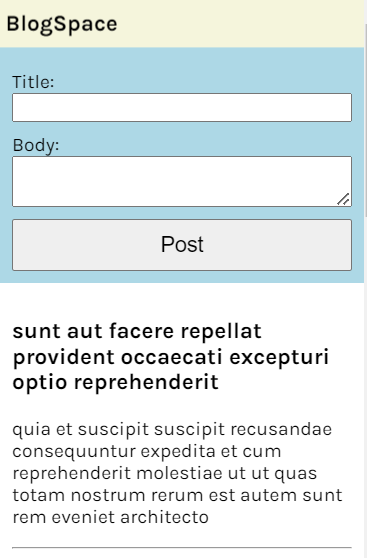 BlogSpace
Title:
Body:
Post
sunt aut facere repellat
provident occaecati excepturi
optio reprehenderit
quia et suscipit suscipit recusandae
consequuntur expedita et cum
reprehenderit molestiae ut ut quas
totam nostrum rerum est autem sunt
rem eveniet architecto